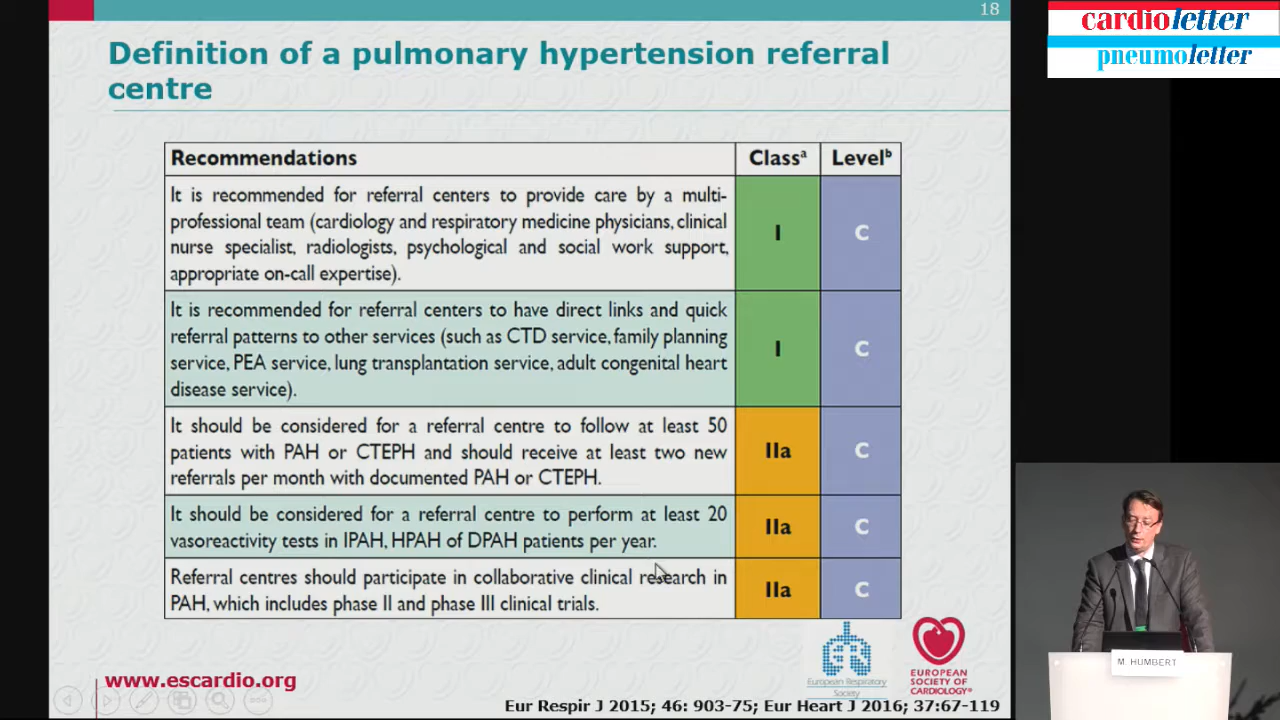 18
cardioletter
pneumoletter
Definition of a pulmonary hypertension referral
centre
Recommendations Classᵃ Levelᵇ
It is recommended for referral centers to provide care by a multi-
professional team (cardiology and respiratory medicine physicians, clinical
nurse specialist, radiologists, psychological and social work support,
appropriate on-call expertise).
I C
It is recommended for referral centers to have direct links and quick
referral patterns to other services (such as CTD service, family planning
service, PEA service, lung transplantation service, adult congenital heart
disease service).
I C
It should be considered for a referral centre to follow at least 50
patients with PAH or CTEPH and should receive at least two new
referrals per month with documented PAH or CTEPH.
IIa C
It should be considered for a referral centre to perform at least 20
vasoreactivity tests in IPAH, HPAH of DPAH patients per year.
IIa C
Referral centres should participate in collaborative clinical research in
PAH, which includes phase II and phase III clinical trials.
IIa C
www.escardio.org
European Respiratory
Society
EUROPEAN
SOCIETY OF
CARDIOLOGY®
Eur Respir J 2015; 46: 903-75; Eur Heart J 2016; 37:67-119
M HUMBERT